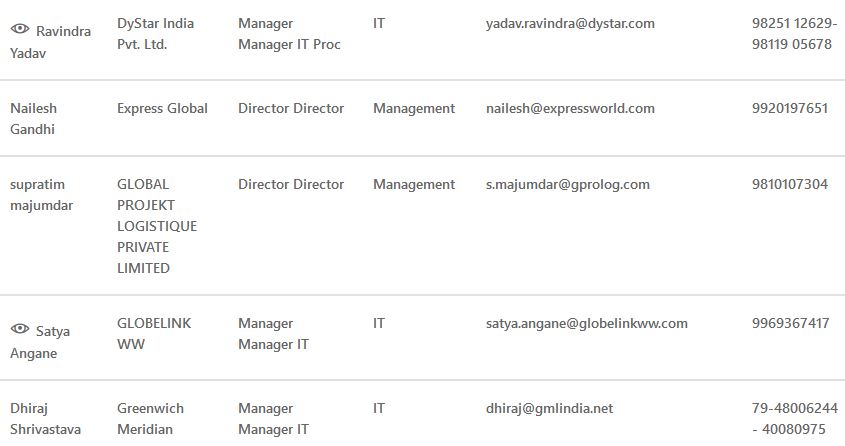 Ravindra Yadav DyStar India Pvt. Ltd. Manager Manager IT Proc IT yadav.ravindra@dystar.com 98251 12629-98119 05678
Nailesh Gandhi Express Global Director Director Management nailesh@expressworld.com 9920197651
supratim majumdar GLOBAL PROJEKT LOGISTIQUE PRIVATE LIMITED Director Director Management s.majumdar@gprolog.com 9810107304
Satya Angane GLOBELINK WW Manager Manager IT IT satya.angane@globelinkww.com 9969367417
Dhiraj Shrivastava Greenwich Meridian Manager Manager IT IT dhiraj@gmlindia.net 79-48006244 - 40080975